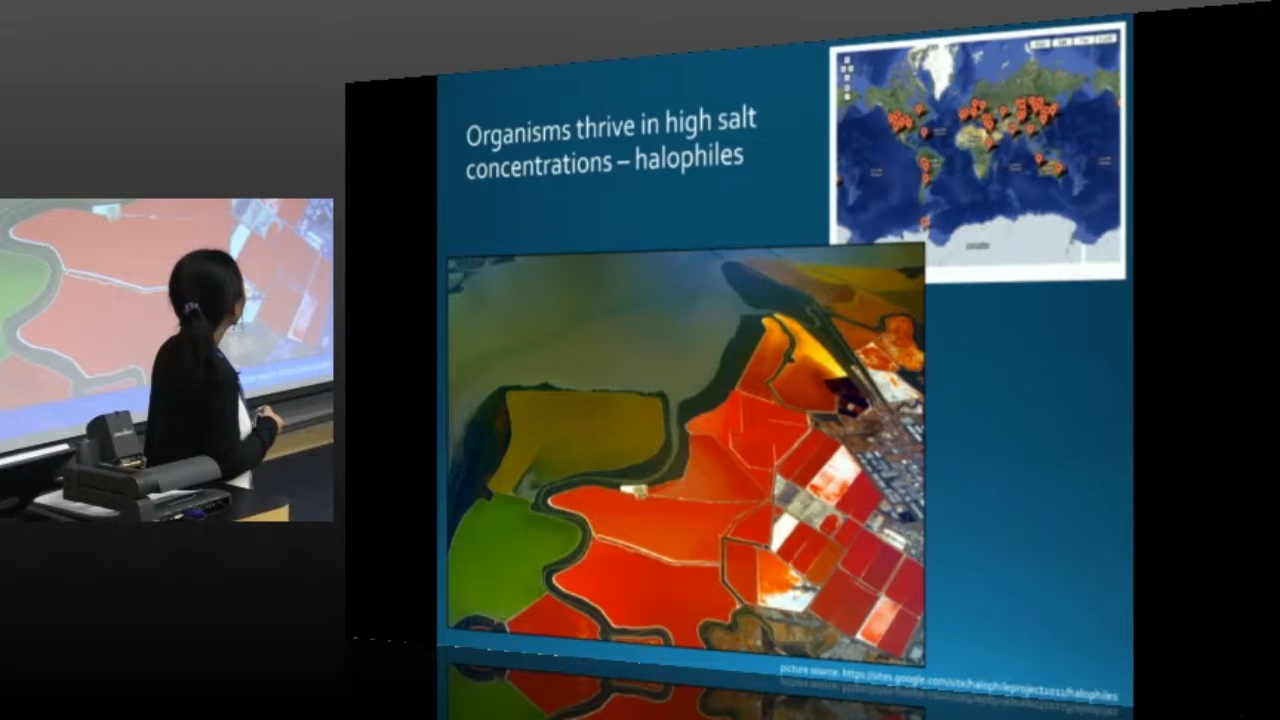 Organisms thrive in high salt
concentrations – halophiles
picture source: https://sites.google.com/site/halophileproject2011/halophiles